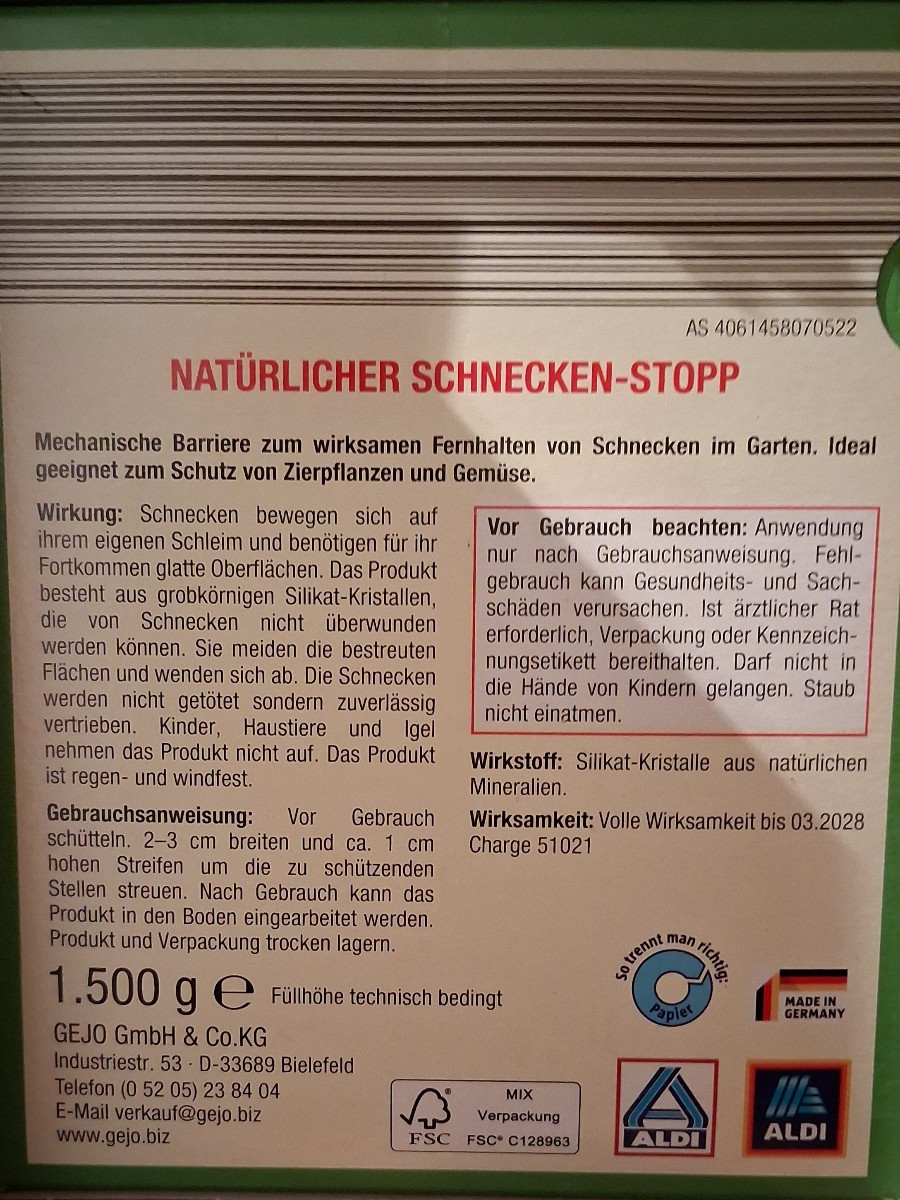 AS 4061458070522
NATÜRLICHER SCHNECKEN-STOPP
Mechanische Barriere zum wirksamen Fernhalten von Schnecken im Garten. Ideal
geeignet zum Schutz von Zierpflanzen und Gemüse.
Wirkung: Schnecken bewegen sich auf
ihrem eigenen Schleim und benötigen für ihr
Fortkommen glatte Oberflächen. Das Produkt
besteht aus grobkörnigen Silikat-Kristallen,
die von Schnecken nicht überwunden
werden können. Sie meiden die bestreuten
Flächen und wenden sich ab. Die Schnecken
werden nicht getötet sondern zuverlässig
vertrieben. Kinder, Haustiere und Igel
nehmen das Produkt nicht auf. Das Produkt
ist regen- und windfest.
Gebrauchsanweisung: Vor Gebrauch
schütteln. 2–3 cm breiten und ca. 1 cm
hohen Streifen um die zu schützenden
Stellen streuen. Nach Gebrauch kann das
Produkt in den Boden eingearbeitet werden.
Produkt und Verpackung trocken lagern.
Vor Gebrauch beachten: Anwendung
nur nach Gebrauchsanweisung. Fehl-
gebrauch kann Gesundheits- und Sach-
schäden verursachen. Ist ärztlicher Rat
erforderlich, Verpackung oder Kennzeich-
nungsetikett bereithalten. Darf nicht in
die Hände von Kindern gelangen. Staub
nicht einatmen.
Wirkstoff: Silikat-Kristalle aus natürlichen
Mineralien.
Wirksamkeit: Volle Wirksamkeit bis 03.2028
Charge 51021
1.500 g ℮ Füllhöhe technisch bedingt
GEJO GmbH & Co.KG
Industriestr. 53 · D-33689 Bielefeld
Telefon (0 52 05) 23 84 04
E-Mail verkauf@gejo.biz
www.gejo.biz
FSC®
MIX
Verpackung
FSC® C128963
So trennt man richtig:
Papier
MADE IN
GERMANY
ALDI
ALDI